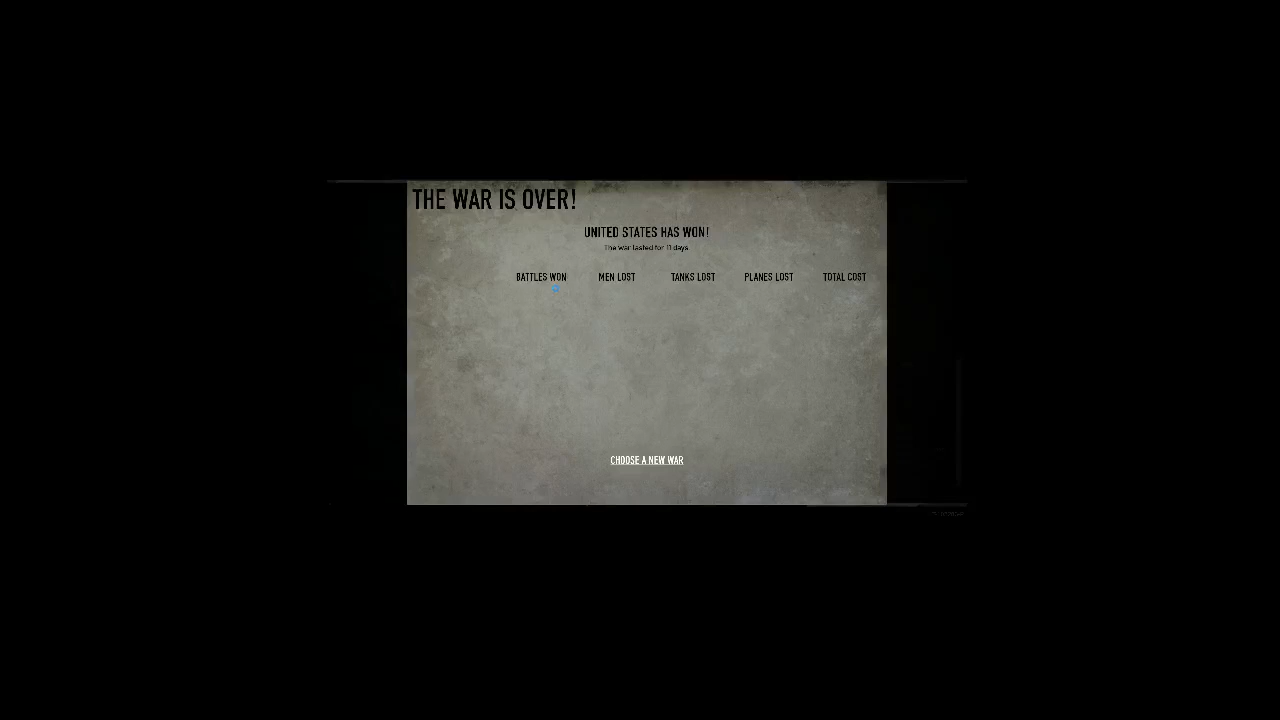 THE WAR IS OVER!
UNITED STATES HAS WON!
The war lasted for 11 days
BATTLES WON MEN LOST TANKS LOST PLANES LOST TOTAL COST
CHOOSE A NEW WAR